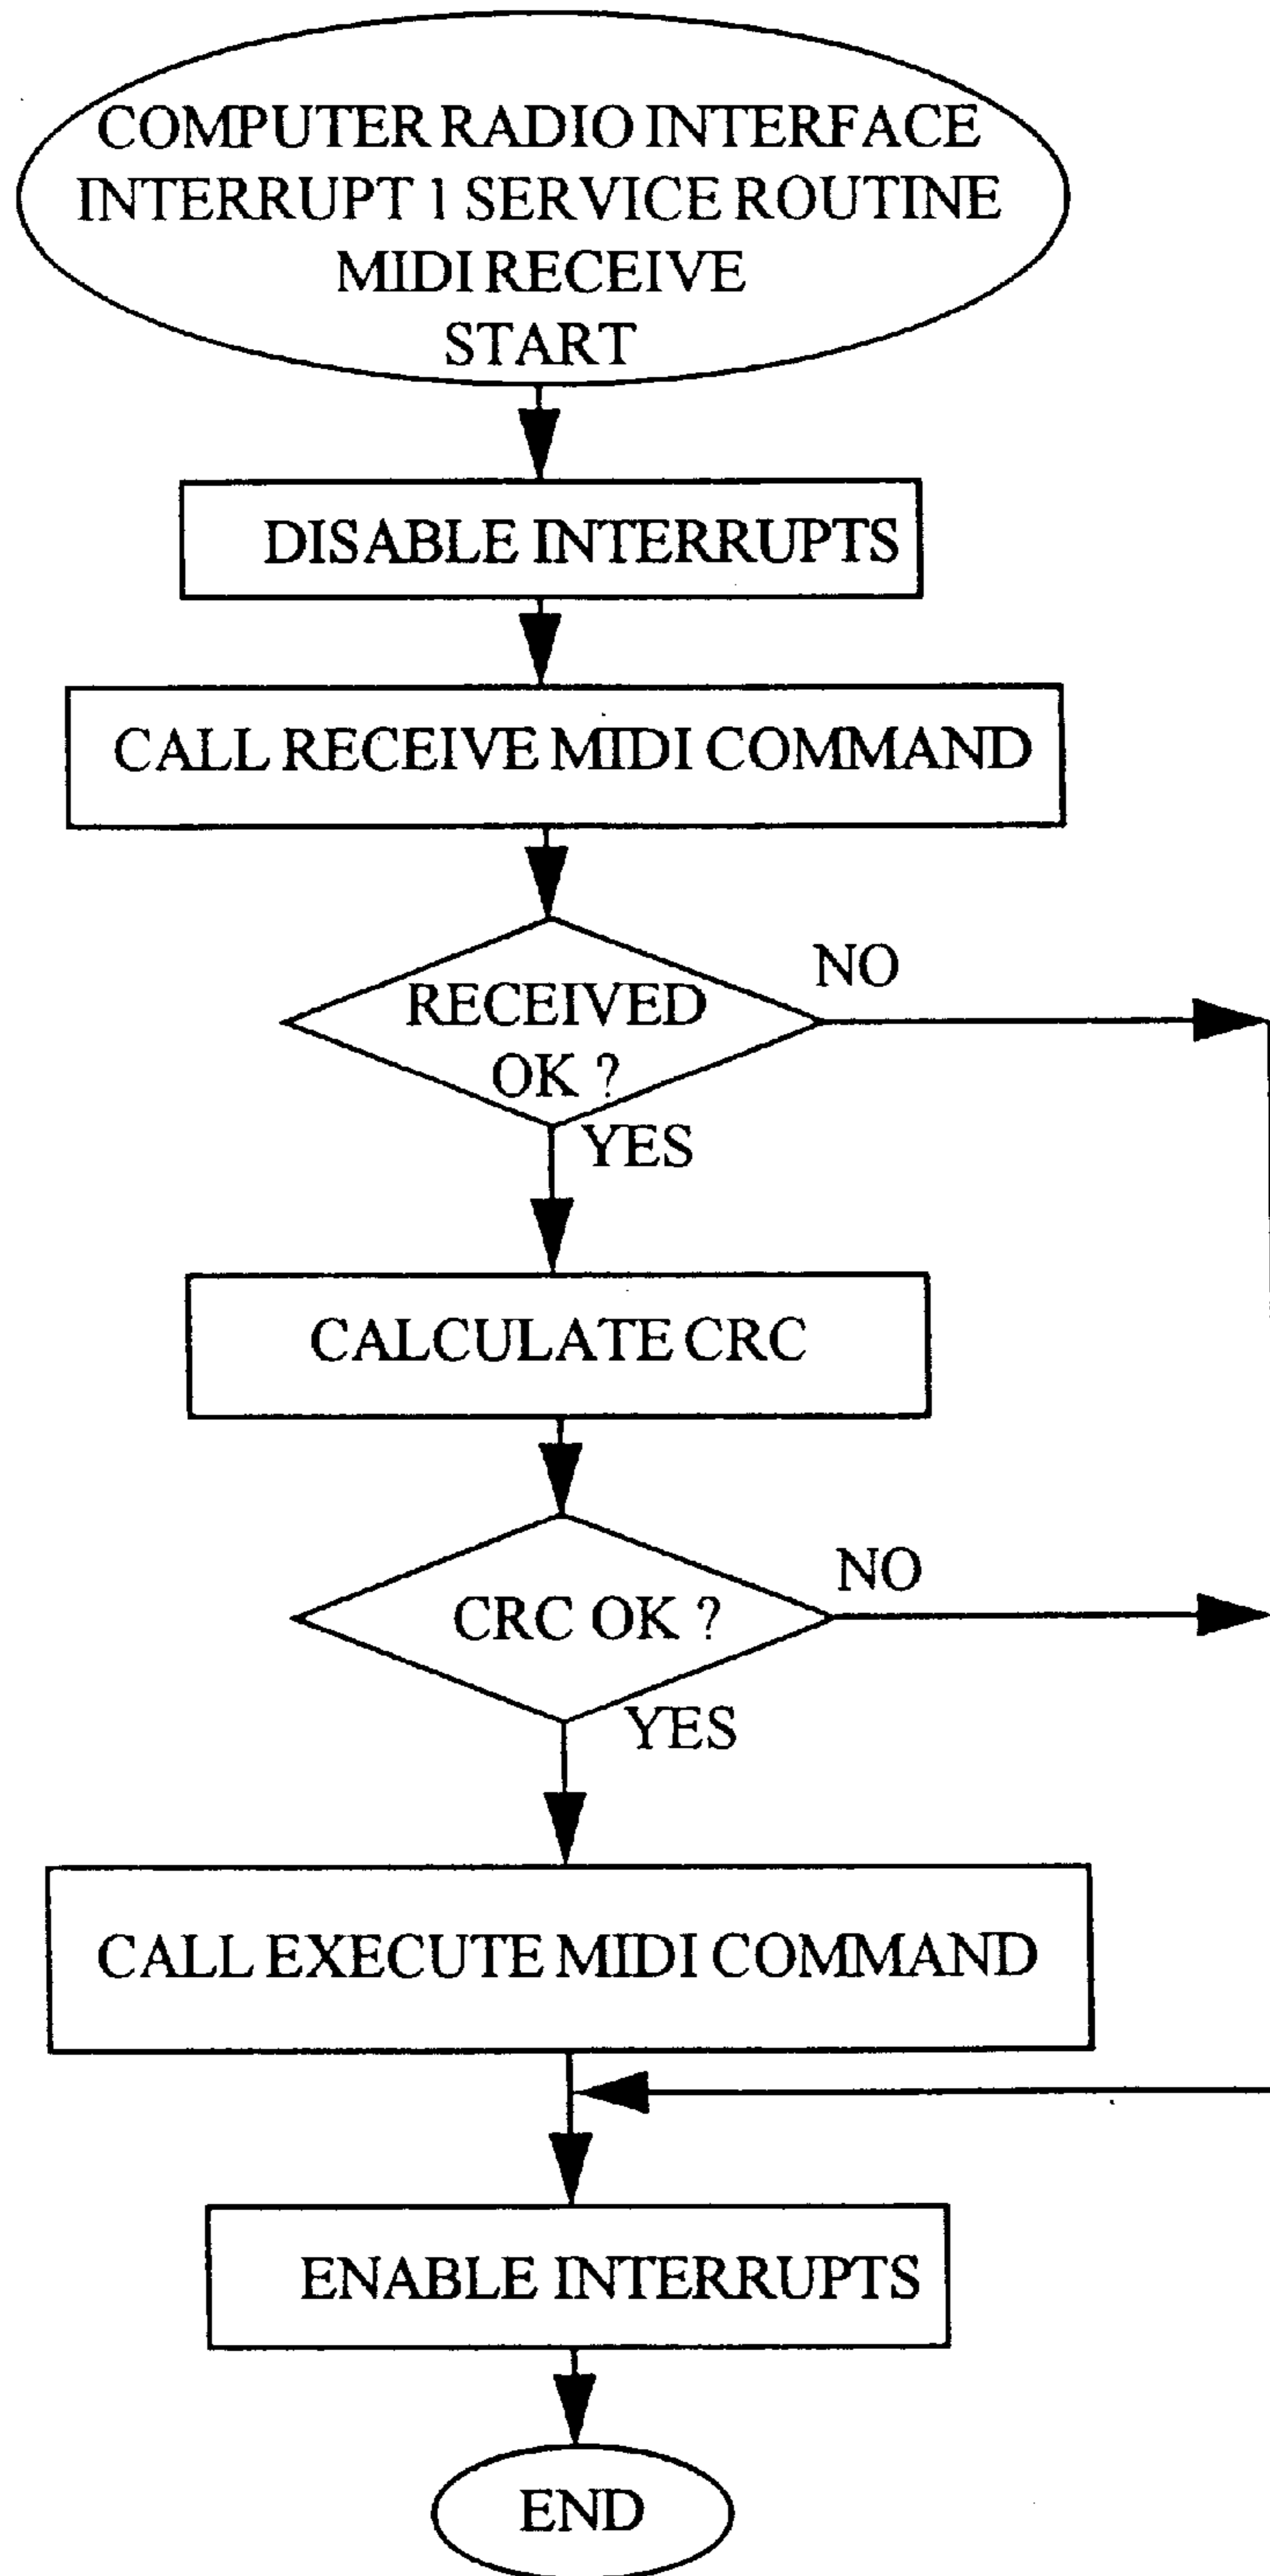 COMPUTER RADIO INTERFACE
INTERRUPT 1 SERVICE ROUTINE
MIDI RECEIVE
START
DISABLE INTERRUPTS
CALL RECEIVE MIDI COMMAND
RECEIVED
OK ?
NO
YES
CALCULATE CRC
CRC OK ?
NO
YES
CALL EXECUTE MIDI COMMAND
ENABLE INTERRUPTS
END